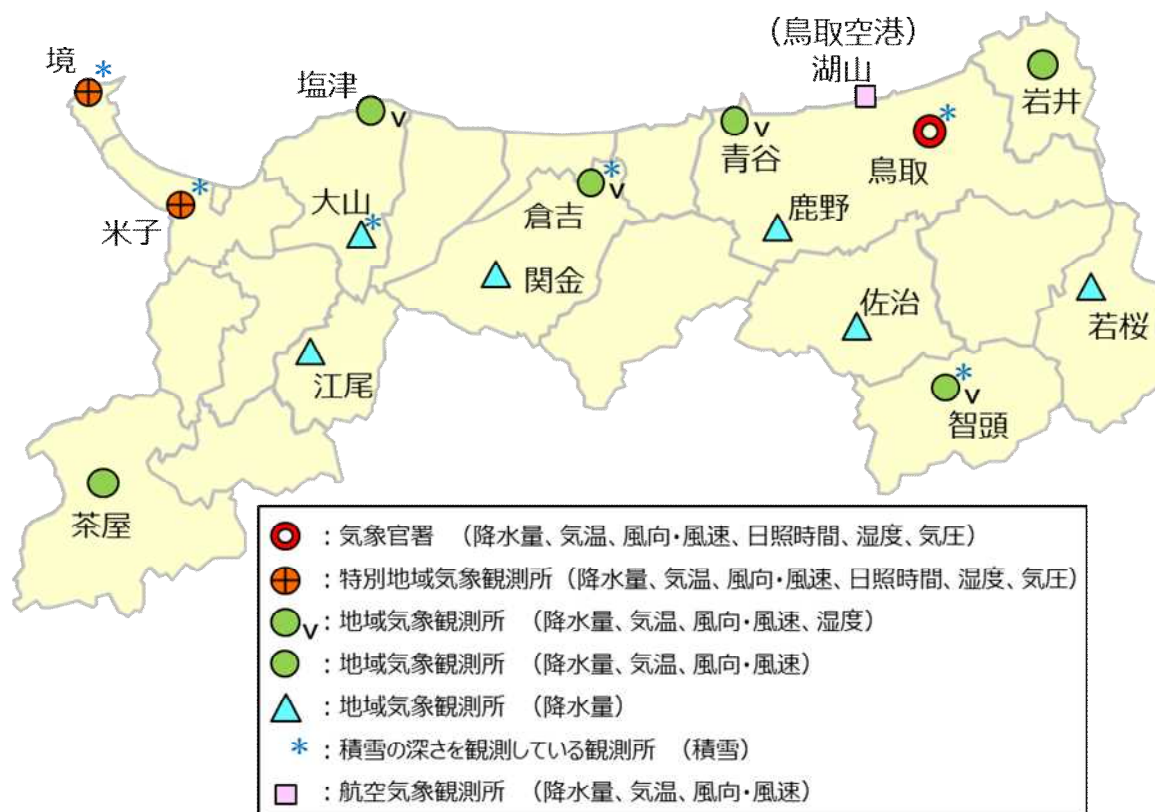 （鳥取空港）
湖山
境
*
塩津
v
岩井
青谷
v
鳥取
*
米子
*
大山
*
倉吉
*
v
鹿野
関金
佐治
若桜
江尾
智頭
*
v
茶屋
：気象官署　（降水量、気温、風向・風速、日照時間、湿度、気圧）
：特別地域気象観測所（降水量、気温、風向・風速、日照時間、湿度、気圧）
v：地域気象観測所　（降水量、気温、風向・風速、湿度）
：地域気象観測所　（降水量、気温、風向・風速）
：地域気象観測所　（降水量）
*：積雪の深さを観測している観測所　（積雪）
：航空気象観測所　（降水量、気温、風向・風速）